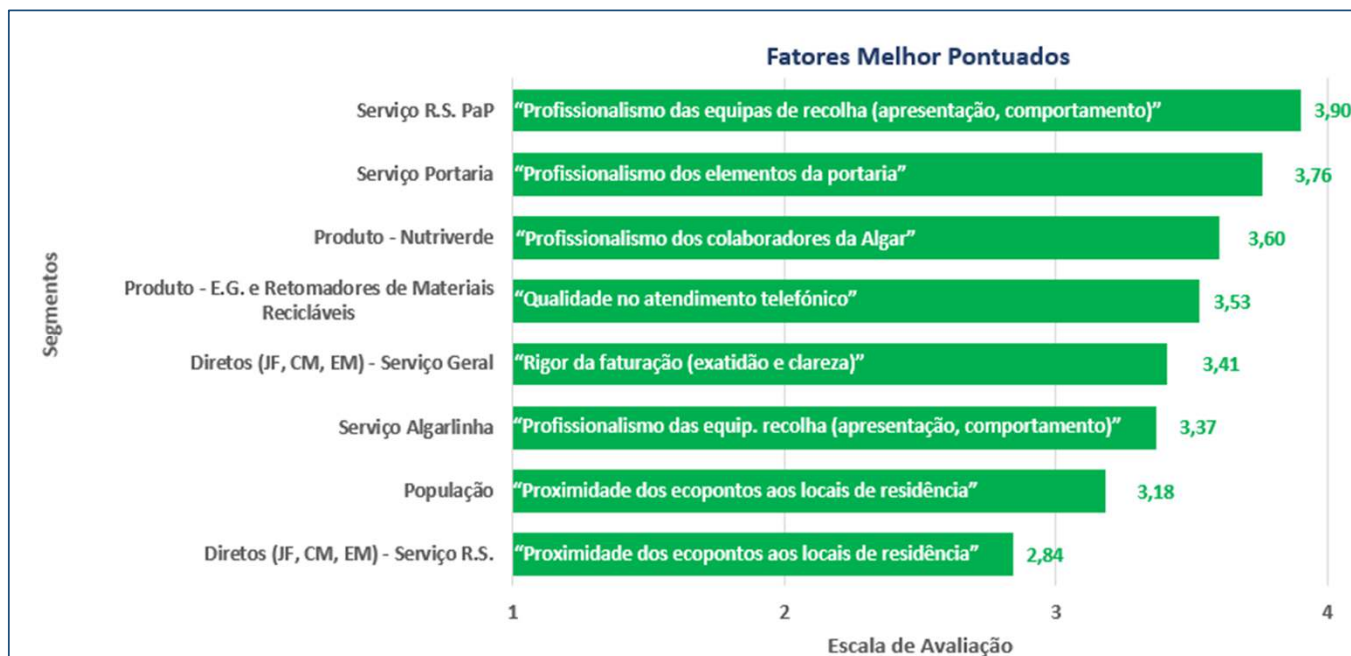 Fatores Melhor Pontuados
Segmentos
Serviço R.S. PaP
“Profissionalismo das equipas de recolha (apresentação, comportamento)”
3,90
Serviço Portaria
“Profissionalismo dos elementos da portaria”
3,76
Produto - Nutriverde
“Profissionalismo dos colaboradores da Algar”
3,60
Produto - E.G. e Retomadores de Materiais
Recicláveis
“Qualidade no atendimento telefónico”
3,53
Diretos (JF, CM, EM) - Serviço Geral
“Rigor da faturação (exatidão e clareza)”
3,41
Serviço Algarlinha
“Profissionalismo das equip. recolha (apresentação, comportamento)”
3,37
População
“Proximidade dos ecopontos aos locais de residência”
3,18
Diretos (JF, CM, EM) - Serviço R.S.
“Proximidade dos ecopontos aos locais de residência”
2,84
1 2 3 4
Escala de Avaliação